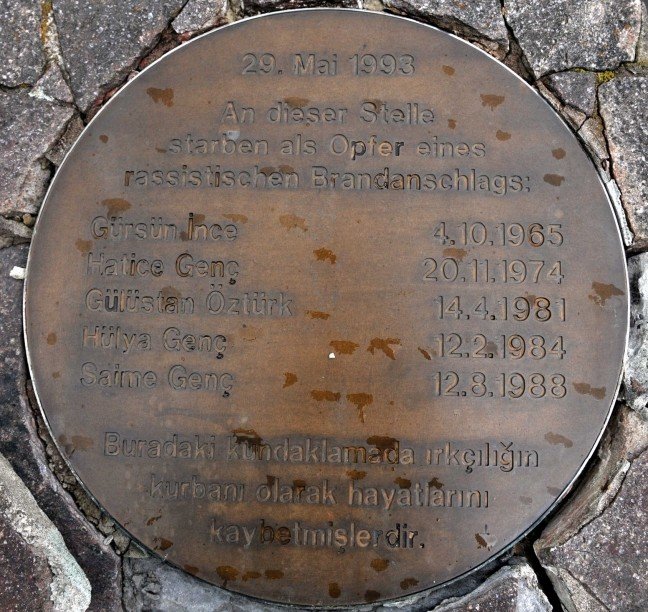 29. Mai 1993
An dieser Stelle
starben als Opfer eines
rassistischen Brandanschlags:
Gürsün İnce 4.10.1965
Hatice Genç 20.11.1974
Gülüstan Öztürk 14.4.1981
Hülya Genç 12.2.1984
Saime Genç 12.8.1988
Buradaki kundaklamada ırkçılığın
kurbanı olarak hayatlarını
kaybetmişlerdir.